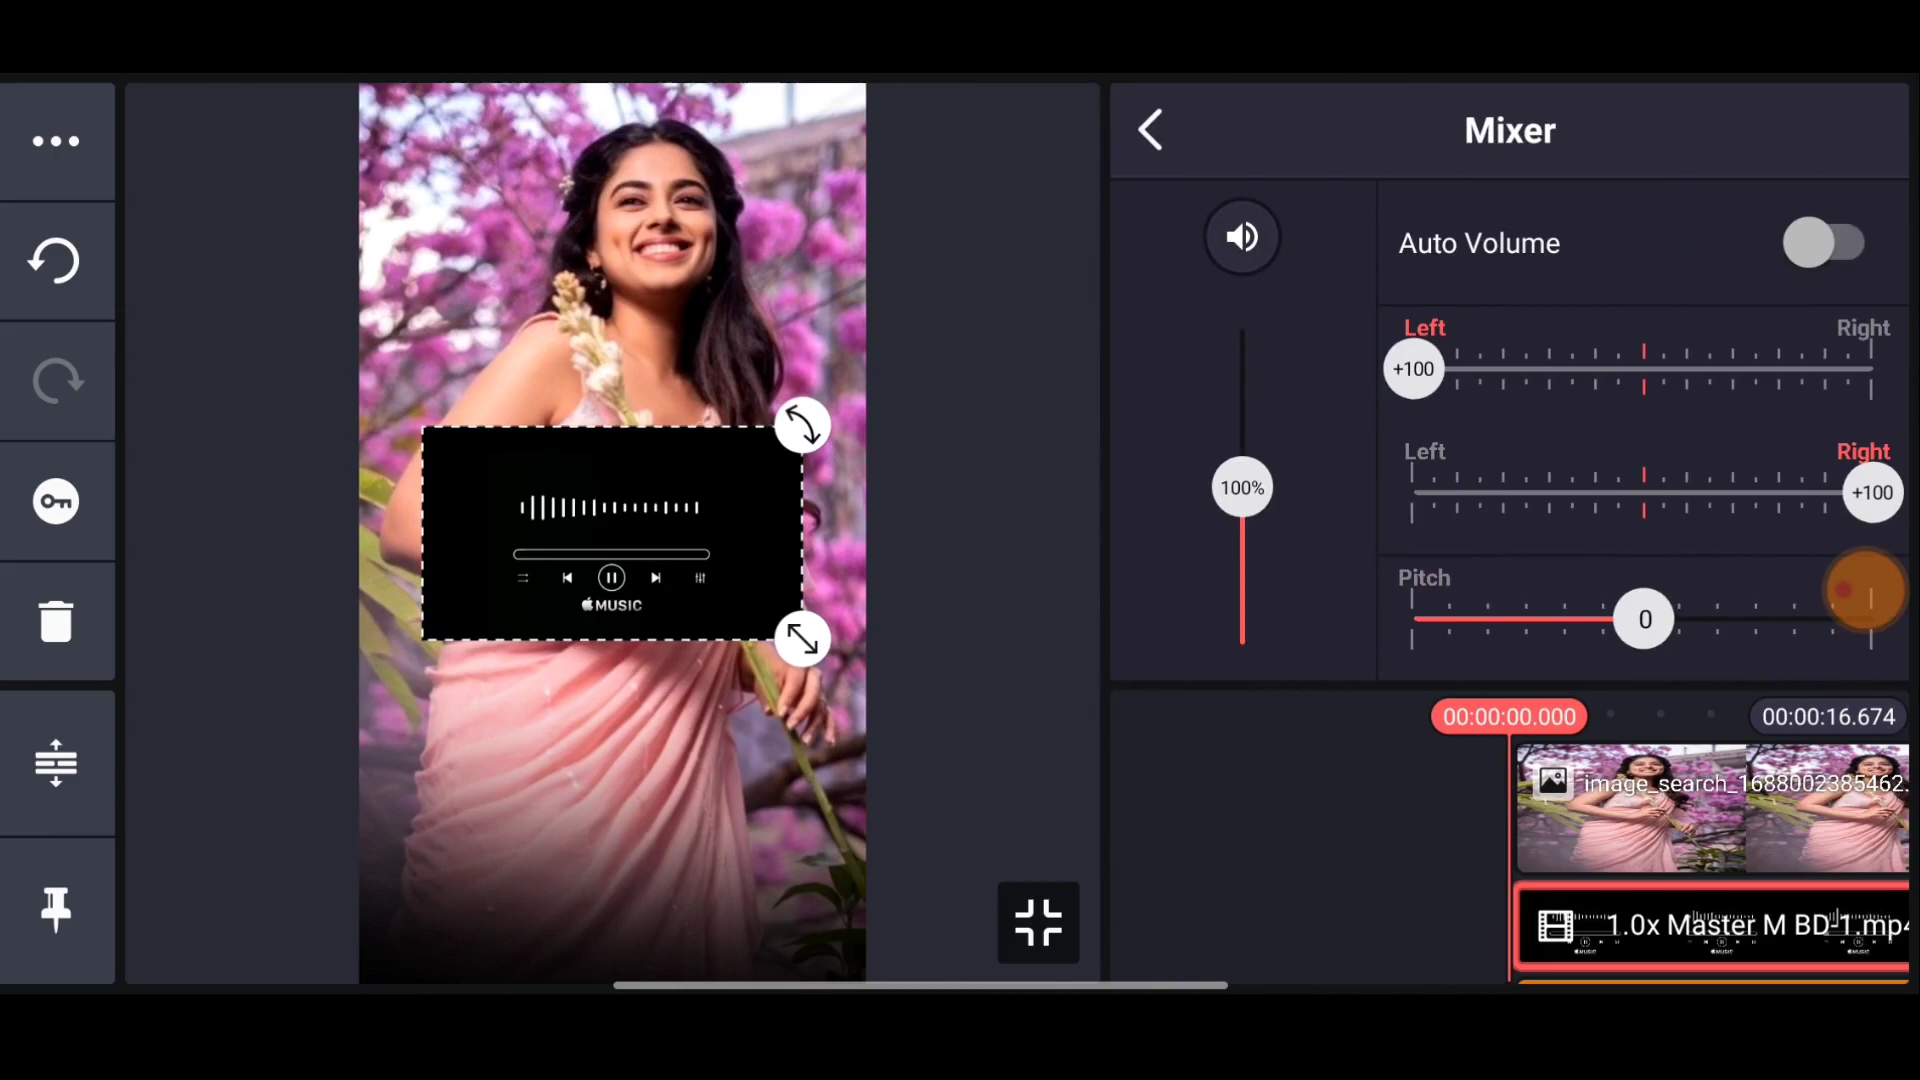 Mixer
Auto Volume
Left Right
+100
Left Right
+100
100%
Pitch
0
MUSIC
00:00:00.000
00:00:16.674
image_search_1688002385462.
1.0x Master M BD-1.mp4